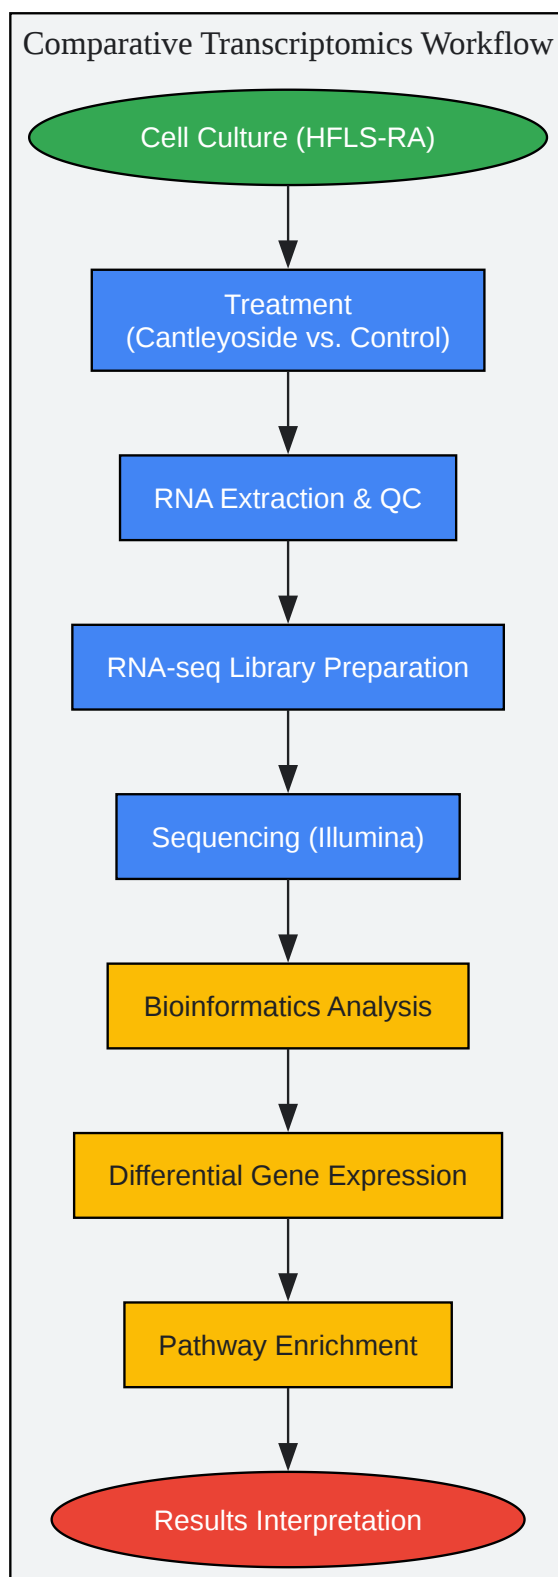 Comparative Transcriptomics Workflow
Cell Culture (HFLS-RA)
Treatment
(Cantleyoside vs. Control)
RNA Extraction & QC
RNA-seq Library Preparation
Sequencing (Illumina)
Bioinformatics Analysis
Differential Gene Expression
Pathway Enrichment
Results Interpretation